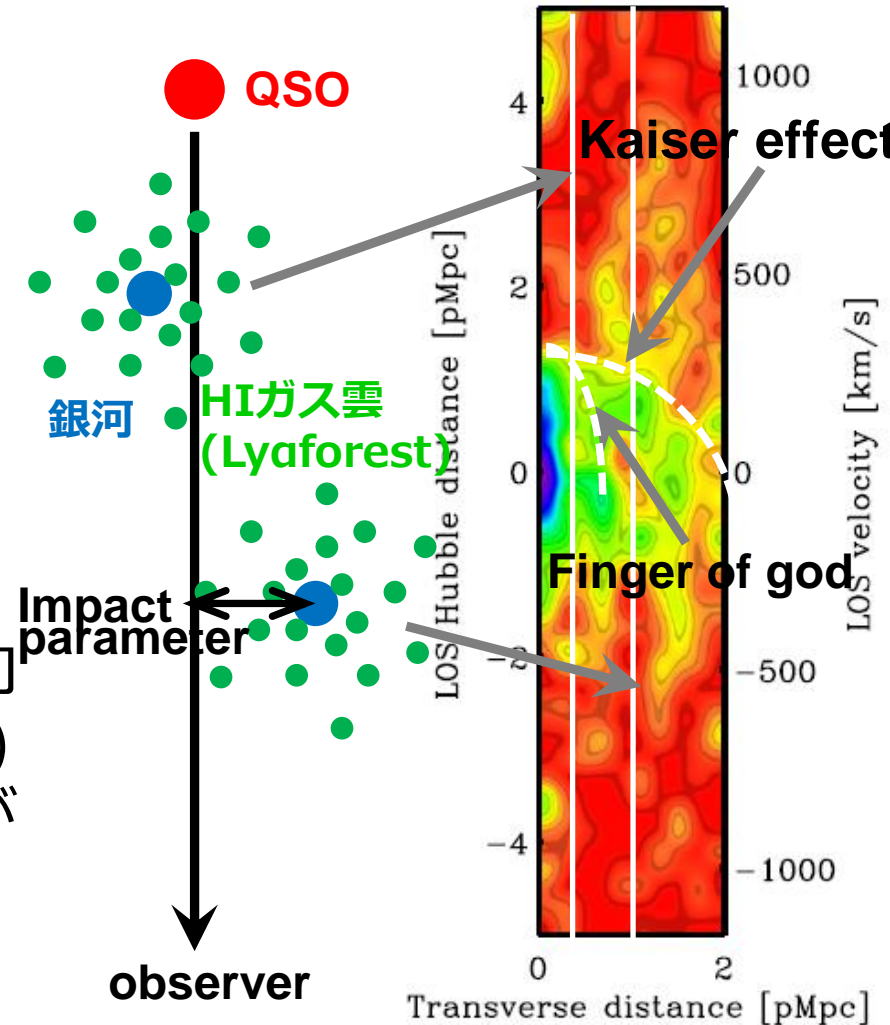 QSO
銀河
HIガス雲
(Lyαforest)
Impact
parameter
]
)
が
observer
Kaiser effect
Finger of god
LOS Hubble distance [pMpc]
4
2
0
-2
-4
1000
500
0
-500
-1000
LOS velocity [km/s]
0
2
Transverse distance [pMpc]